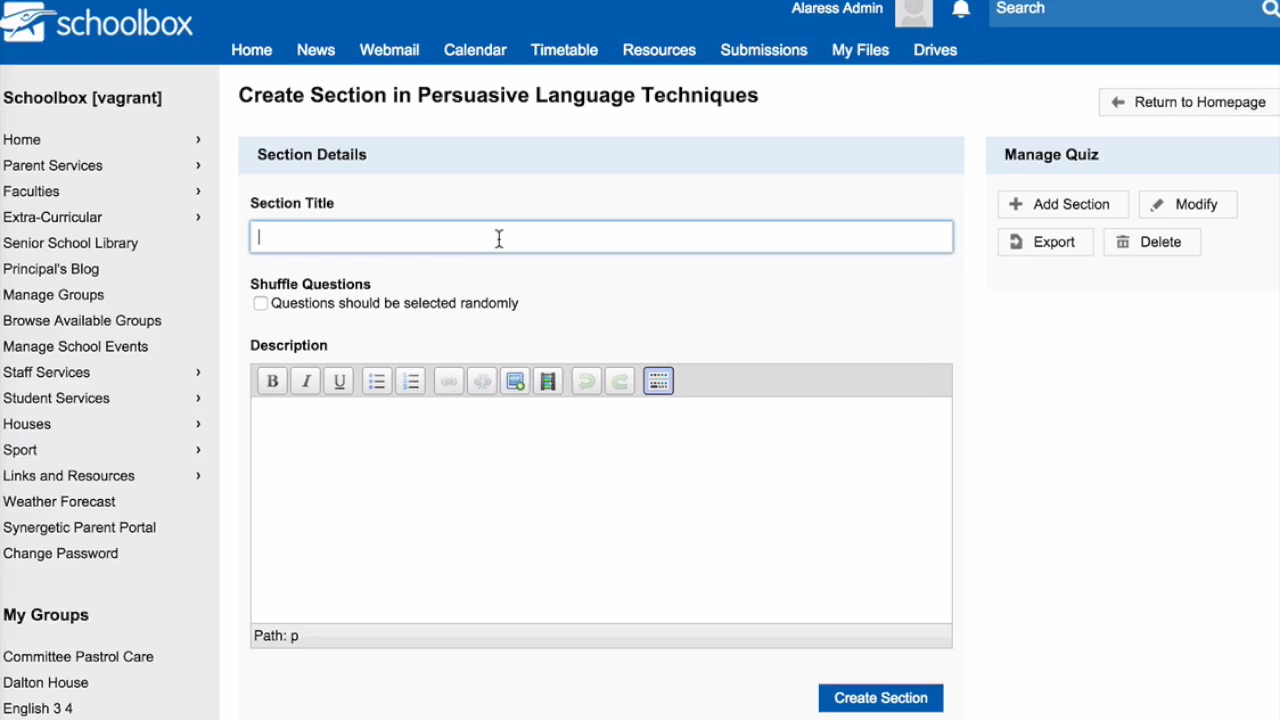 schoolbox
Alaress Admin
Search
Home News Webmail Calendar Timetable Resources Submissions My Files Drives
Schoolbox [vagrant]
Home
Parent Services
Faculties
Extra-Curricular
Senior School Library
Principal's Blog
Manage Groups
Browse Available Groups
Manage School Events
Staff Services
Student Services
Houses
Sport
Links and Resources
Weather Forecast
Synergetic Parent Portal
Change Password
My Groups
Committee Pastrol Care
Dalton House
English 3 4
Create Section in Persuasive Language Techniques
Return to Homepage
Section Details
Section Title
Shuffle Questions
Questions should be selected randomly
Description
B I U
Path: p
Create Section
Manage Quiz
Add Section Modify
Export Delete